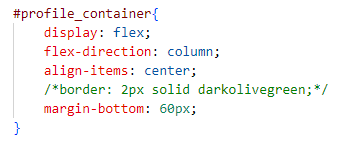 #profile_container{
    display: flex;
    flex-direction: column;
    align-items: center;
    /*border: 2px solid darkolivegreen;*/
    margin-bottom: 60px;
}